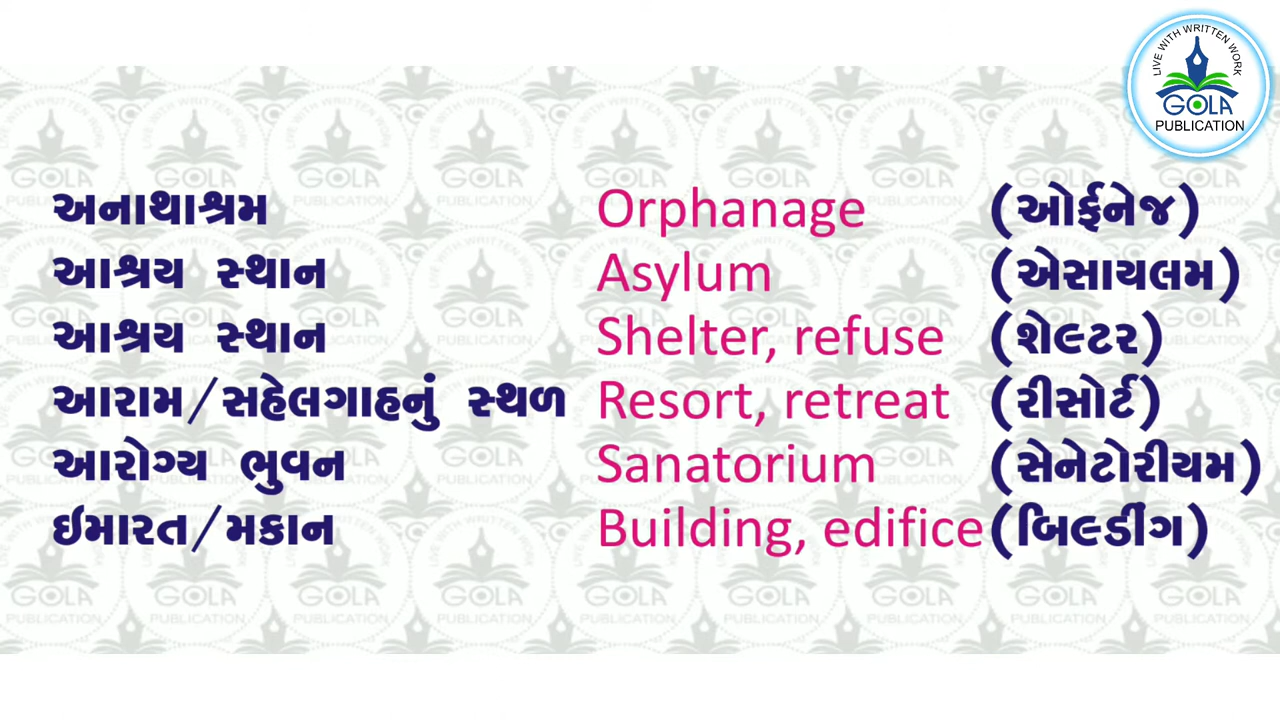 LIVE WITH WRITTEN WORK
GOLA
PUBLICATION
અનાથાશ્રમ Orphanage (ઓર્ફનેજ)
આશ્રય સ્થાન Asylum (એસાયલમ)
આશ્રય સ્થાન Shelter, refuse (શેલ્ટર)
આરામ/સહેલગાહનું સ્થળ Resort, retreat (રીસોર્ટ)
આરોગ્ય ભુવન Sanatorium (સેનેટોરીયમ)
ઇમારત/મકાન Building, edifice (બિલ્ડીંગ)